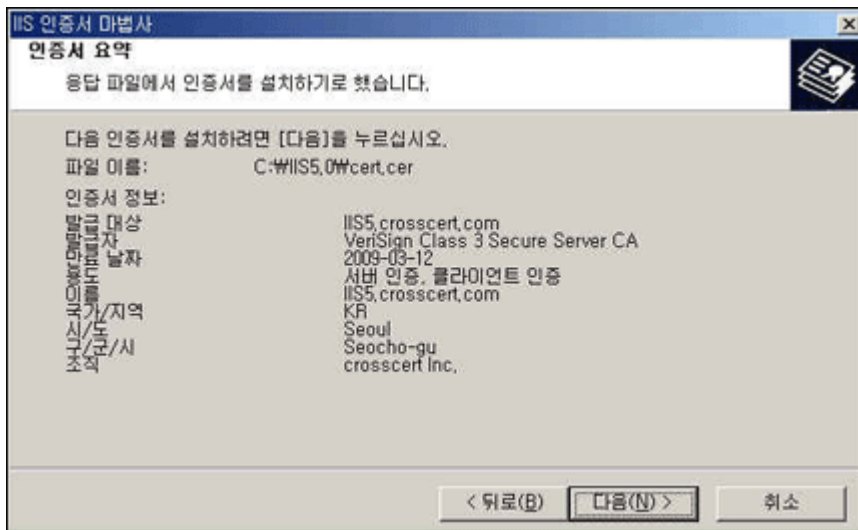 IIS 인증서 마법사
인증서 요약
응답 파일에서 인증서를 설치하기로 했습니다.
다음 인증서를 설치하려면 [다음]을 누르십시오.
파일 이름: C:₩IIS5.0₩cert.cer
인증서 정보:
발급 대상 IIS5.crosscert.com
발급자 VeriSign Class 3 Secure Server CA
만료 날짜 2009-03-12
용도 서버 인증, 클라이언트 인증
이름 IIS5.crosscert.com
국가/지역 KR
시/도 Seoul
구/군/시 Seocho-gu
조직 crosscert Inc.
< 뒤로(B) 다음(N) > 취소